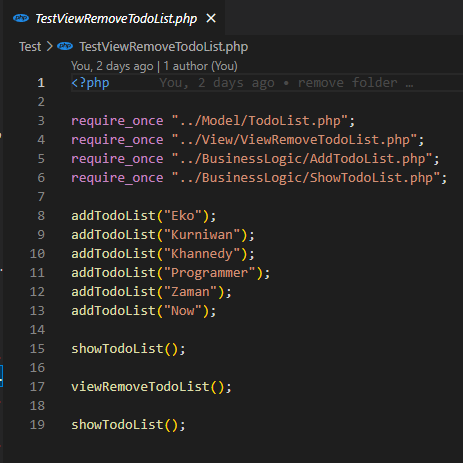 php TestViewRemoveTodoList.php ×
Test > php TestViewRemoveTodoList.php
You, 2 days ago | 1 author (You)
1 <?php You, 2 days ago • remove folder …
2
3 require_once "../Model/TodoList.php";
4 require_once "../View/ViewRemoveTodoList.php";
5 require_once "../BusinessLogic/AddTodoList.php";
6 require_once "../BusinessLogic/ShowTodoList.php";
7
8 addTodoList("Eko");
9 addTodoList("Kurniwan");
10 addTodoList("Khannedy");
11 addTodoList("Programmer");
12 addTodoList("Zaman");
13 addTodoList("Now");
14
15 showTodoList();
16
17 viewRemoveTodoList();
18
19 showTodoList();